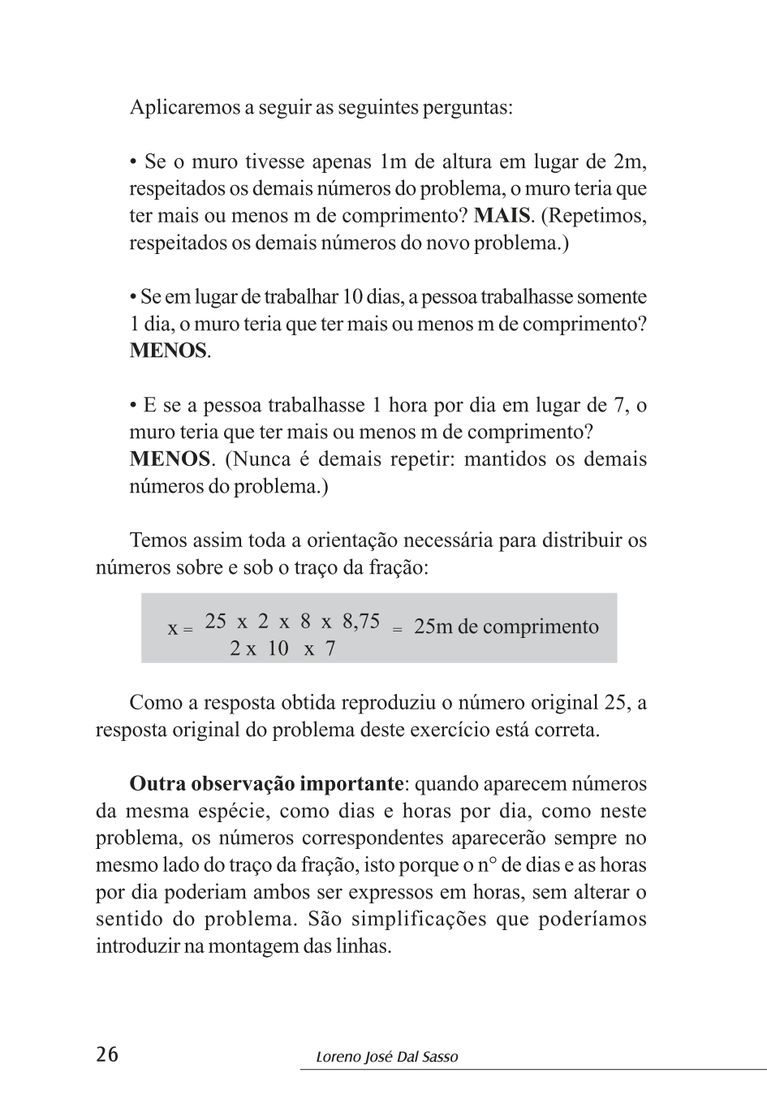 Aplicaremos a seguir as seguintes perguntas:
• Se o muro tivesse apenas 1m de altura em lugar de 2m,
respeitados os demais números do problema, o muro teria que
ter mais ou menos m de comprimento? MAIS. (Repetimos,
respeitados os demais números do novo problema.)
• Se em lugar de trabalhar 10 dias, a pessoa trabalhasse somente
1 dia, o muro teria que ter mais ou menos m de comprimento?
MENOS.
• E se a pessoa trabalhasse 1 hora por dia em lugar de 7, o
muro teria que ter mais ou menos m de comprimento?
MENOS. (Nunca é demais repetir: mantidos os demais
números do problema.)
Temos assim toda a orientação necessária para distribuir os
números sobre e sob o traço da fração:
x = 25 x 2 x 8 x 8,75 = 25m de comprimento
2 x 10 x 7
Como a resposta obtida reproduziu o número original 25, a
resposta original do problema deste exercício está correta.
Outra observação importante: quando aparecem números
da mesma espécie, como dias e horas por dia, como neste
problema, os números correspondentes aparecerão sempre no
mesmo lado do traço da fração, isto porque o n° de dias e as horas
por dia poderiam ambos ser expressos em horas, sem alterar o
sentido do problema. São simplificações que poderíamos
introduzir na montagem das linhas.
26 Loreno José Dal Sasso